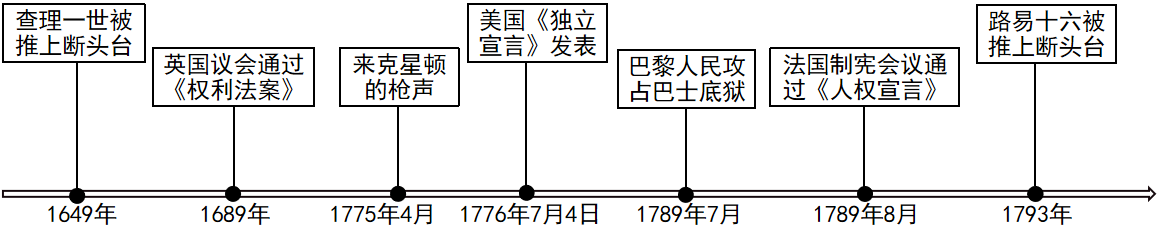 查理一世被
推上断头台
英国议会通过
《权利法案》
来克星顿
的枪声
美国《独立
宣言》发表
巴黎人民攻
占巴士底狱
法国制宪会议通
过《人权宣言》
路易十六被
推上断头台
1649年
1689年
1775年4月
1776年7月4日
1789年7月
1789年8月
1793年